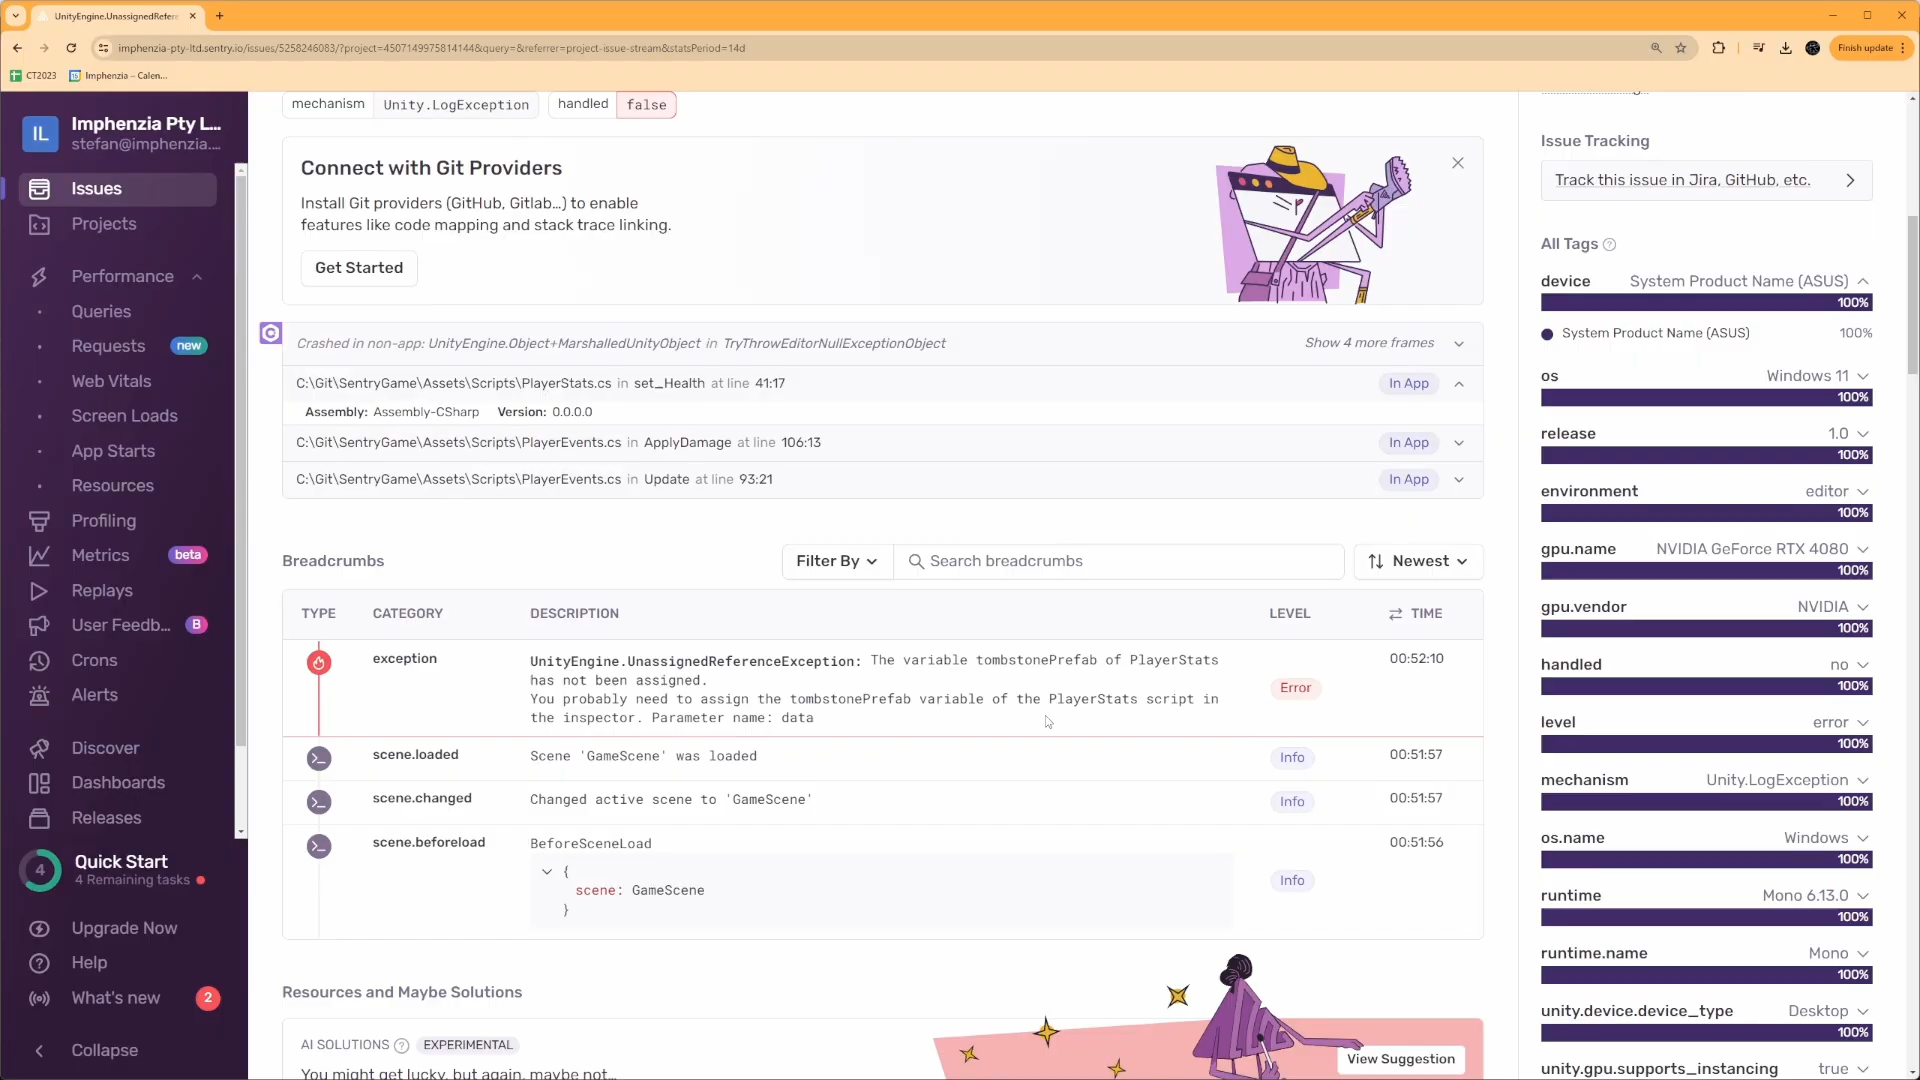 UnityEngine.UnassignedRefere
Finish update
imphenzia-pty-ltd.sentry.io/issues/5258246083/?project=4507149975814144&query=&referrer=project-issue-stream&statsPeriod=14d
CT2023
Imphenzia – Calen...
IL
Imphenzia Pty L...
stefan@imphenzia....
Issues
Projects
Performance
Queries
Requests new
Web Vitals
Screen Loads
App Starts
Resources
Profiling
Metrics beta
Replays
User Feedb... B
Crons
Alerts
Discover
Dashboards
Releases
4
Quick Start
4 Remaining tasks
Upgrade Now
Help
What's new 2
Collapse
mechanism Unity.LogException handled false
Connect with Git Providers
Install Git providers (GitHub, Gitlab…) to enable
features like code mapping and stack trace linking.
Get Started
Crashed in non-app: UnityEngine.Object+MarshalledUnityObject in TryThrowEditorNullExceptionObject Show 4 more frames
C:\Git\SentryGame\Assets\Scripts\PlayerStats.cs in set_Health at line 41:17 In App
Assembly: Assembly-CSharp Version: 0.0.0.0
C:\Git\SentryGame\Assets\Scripts\PlayerEvents.cs in ApplyDamage at line 106:13 In App
C:\Git\SentryGame\Assets\Scripts\PlayerEvents.cs in Update at line 93:21 In App
Breadcrumbs Filter By Search breadcrumbs Newest
TYPE CATEGORY DESCRIPTION LEVEL TIME
exception UnityEngine.UnassignedReferenceException: The variable tombstonePrefab of PlayerStats 00:52:10
has not been assigned.
You probably need to assign the tombstonePrefab variable of the PlayerStats script in Error
the inspector. Parameter name: data
scene.loaded Scene 'GameScene' was loaded Info 00:51:57
scene.changed Changed active scene to 'GameScene' Info 00:51:57
scene.beforeload BeforeSceneLoad 00:51:56
{
scene: GameScene Info
}
Resources and Maybe Solutions
AI SOLUTIONS ? EXPERIMENTAL
You might get lucky, but again, maybe not...
View Suggestion
Issue Tracking
Track this issue in Jira, GitHub, etc.
All Tags ?
device System Product Name (ASUS)
100%
System Product Name (ASUS) 100%
os Windows 11
100%
release 1.0
100%
environment editor
100%
gpu.name NVIDIA GeForce RTX 4080
100%
gpu.vendor NVIDIA
100%
handled no
100%
level error
100%
mechanism Unity.LogException
100%
os.name Windows
100%
runtime Mono 6.13.0
100%
runtime.name Mono
100%
unity.device.device_type Desktop
100%
unity.gpu.supports_instancing true